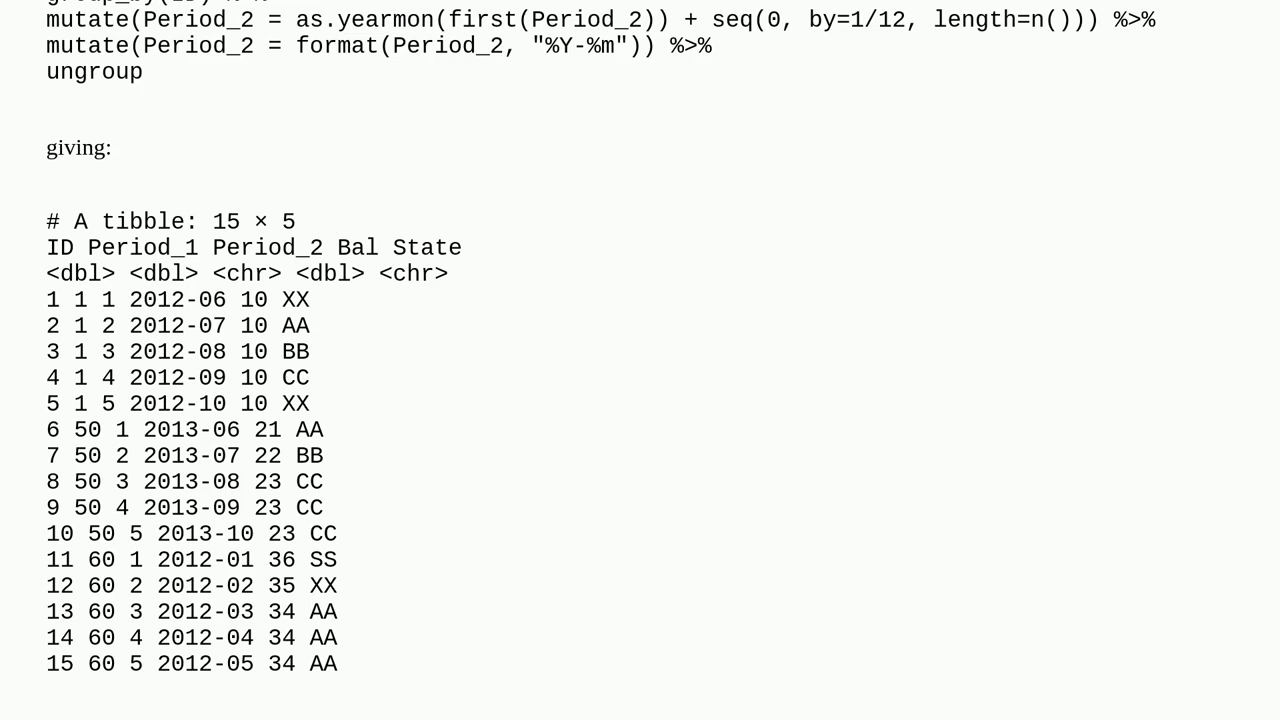 group_by(ID) %>%
mutate(Period_2 = as.yearmon(first(Period_2)) + seq(0, by=1/12, length=n())) %>%
mutate(Period_2 = format(Period_2, "%Y-%m")) %>%
ungroup
giving:
# A tibble: 15 × 5
ID Period_1 Period_2 Bal State
<dbl> <dbl> <chr> <dbl> <chr>
1 1 1 2012-06 10 XX
2 1 2 2012-07 10 AA
3 1 3 2012-08 10 BB
4 1 4 2012-09 10 CC
5 1 5 2012-10 10 XX
6 50 1 2013-06 21 AA
7 50 2 2013-07 22 BB
8 50 3 2013-08 23 CC
9 50 4 2013-09 23 CC
10 50 5 2013-10 23 CC
11 60 1 2012-01 36 SS
12 60 2 2012-02 35 XX
13 60 3 2012-03 34 AA
14 60 4 2012-04 34 AA
15 60 5 2012-05 34 AA